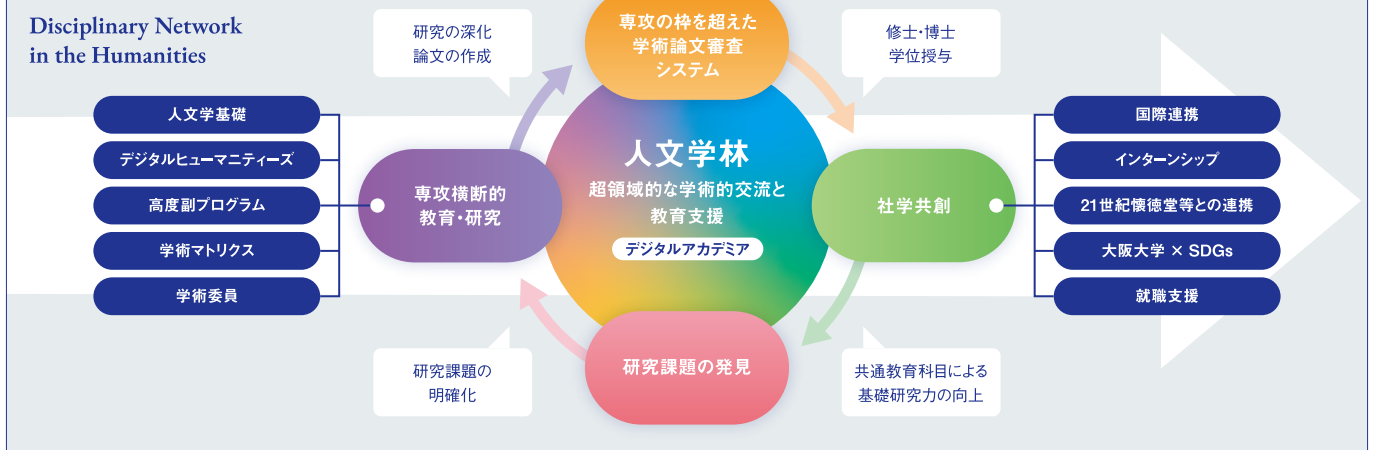 Disciplinary Network
in the Humanities
研究の深化
論文の作成
専攻の枠を超えた
学術論文審査
システム
修士・博士
学位授与
人文学基礎
デジタルヒューマニティーズ
高度副プログラム
学術マトリクス
学術委員
専攻横断的
教育・研究
人文学林
超領域的な学術的交流と
教育支援
デジタルアカデミア
社学共創
国際連携
インターンシップ
21世紀懐徳堂等との連携
大阪大学 × SDGs
就職支援
研究課題の
明確化
研究課題の発見
共通教育科目による
基礎研究力の向上